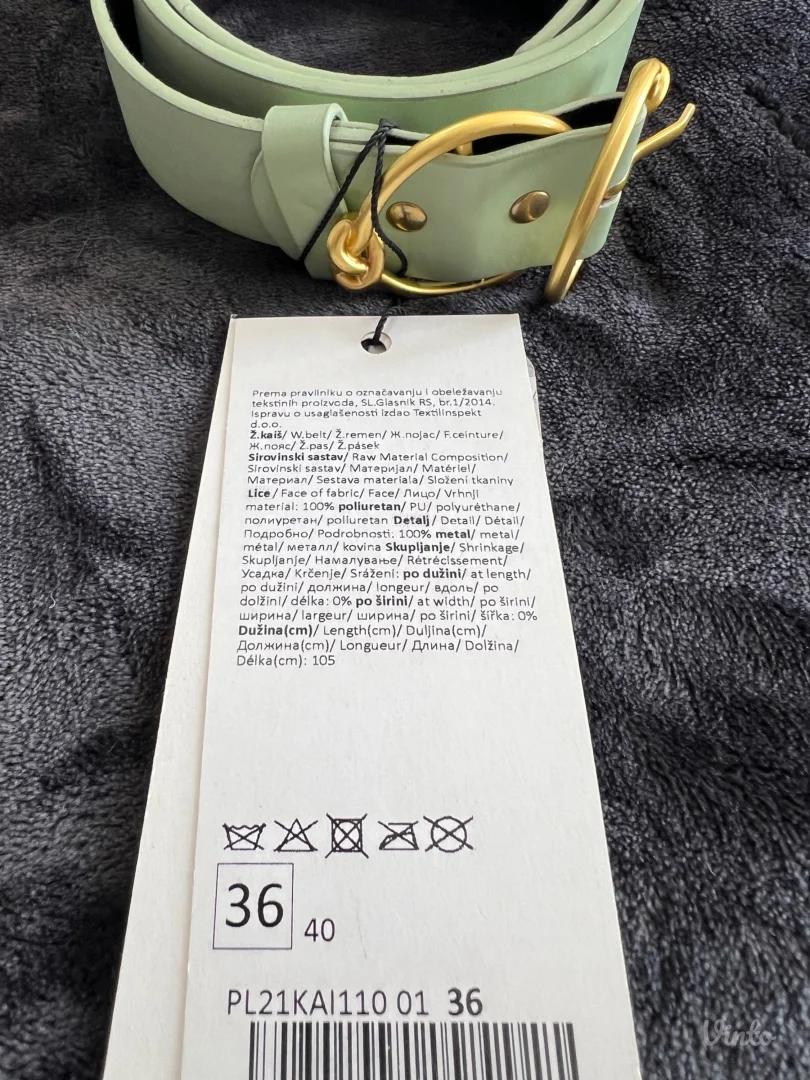 Prema pravilniku o označavanju i obeležavanju
tekstinih proizvoda, SL.Glasnik RS, br.1/2014.
Ispravu o usaglašenosti izdao Textilinspekt
d.o.o.
Ž.kaiš/ W.belt/ Ž.remen/ Ж.појас/ F.ceinture/
Ж.пояс/ Ž.pas/ Ž.pásek
Sirovinski sastav/ Raw Material Composition/
Sirovinski sastav/ Материјал/ Matériel/
Материал/ Sestava materiala/ Složení tkaniny
Lice/ Face of fabric/ Face/ Лицо/ Vrhnji
material: 100% poliuretan/ PU/ polyuréthane/
полиуретан/ poliuretan Detalj/ Detail/ Détail/
Подробно/ Podrobnosti: 100% metal/ metal/
métal/ металл/ kovina Skupljanje/ Shrinkage/
Skupljanje/ Намалување/ Rétrécissement/
Усадка/ Krčenje/ Srážení: po dužini/ at length/
po dužini/ должина/ longeur/ вдоль/ po
dolžini/ délka: 0% po širini/ at width/ po širini/
ширина/ largeur/ ширина/ po širini/ šířka: 0%
Dužina(cm)/ Length(cm)/ Duljina(cm)/
Должина(cm)/ Longueur/ Длина/ Dolžina/
Délka(cm): 105
36
40
PL21KAI110 01 36
Vinko